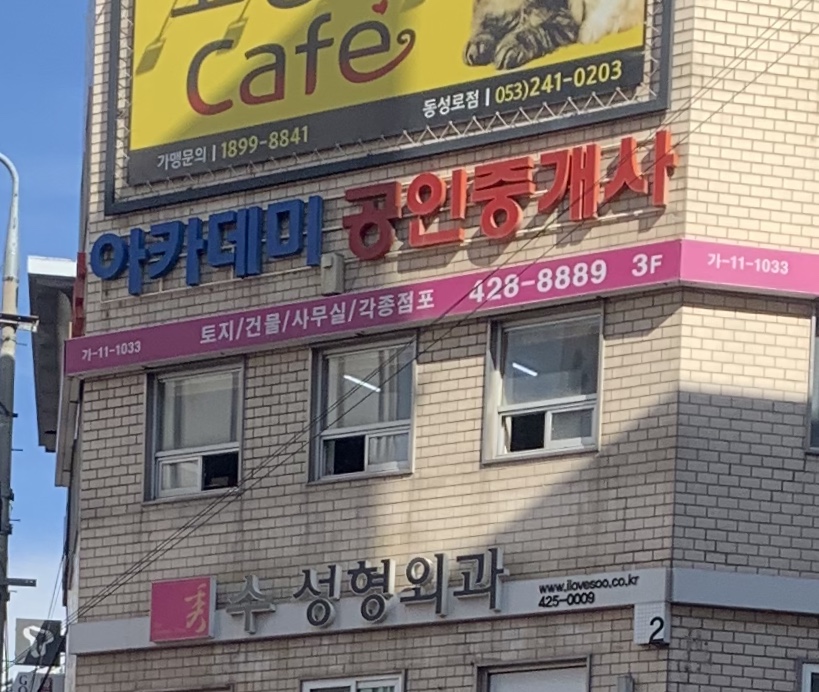 Cafe
동성로점 | 053)241-0203
가맹문의 | 1899-8841
아카데미 공인중개사
가-11-1033 토지/건물/사무실/각종점포 428-8889 3F 가-11-1033
秀 수 성형외과 www.ilovesoo.co.kr
425-0009
2